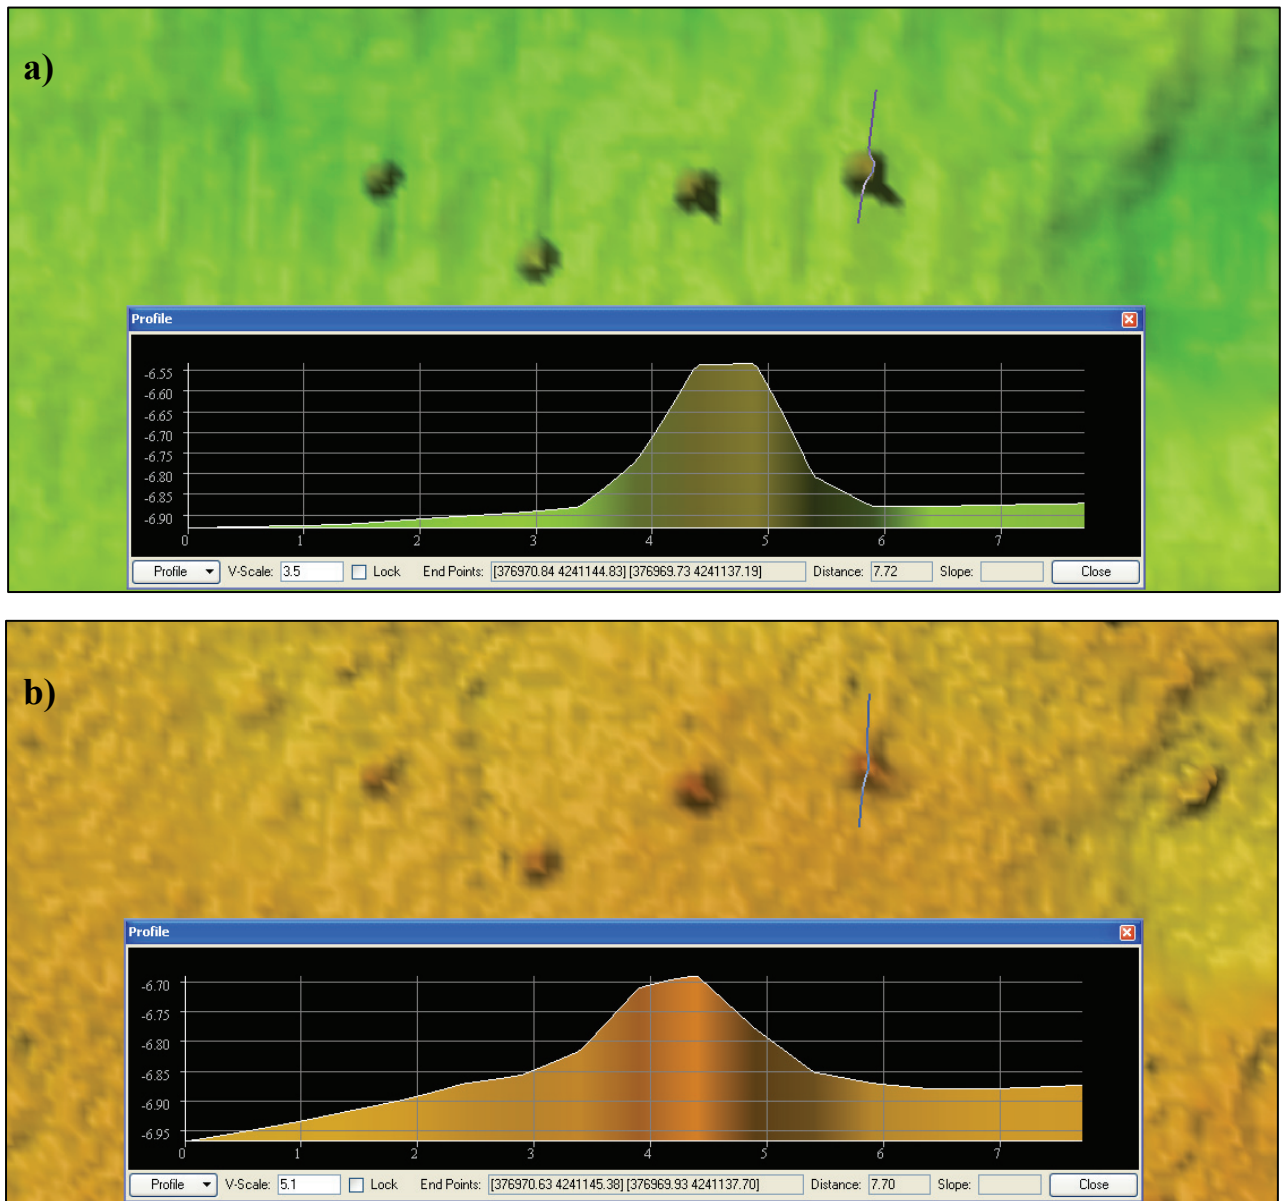 a)
Profile
-6.55
-6.60
-6.65
-6.70
-6.75
-6.80
-6.85
-6.90
0 1 2 3 4 5 6 7
Profile V-Scale: 3.5 Lock End Points: [376970.84 4241144.83] [376969.73 4241137.19] Distance: 7.72 Slope: Close
b)
Profile
-6.70
-6.75
-6.80
-6.85
-6.90
-6.95
0 1 2 3 4 5 6 7
Profile V-Scale: 5.1 Lock End Points: [376970.63 4241145.38] [376969.93 4241137.70] Distance: 7.70 Slope: Close